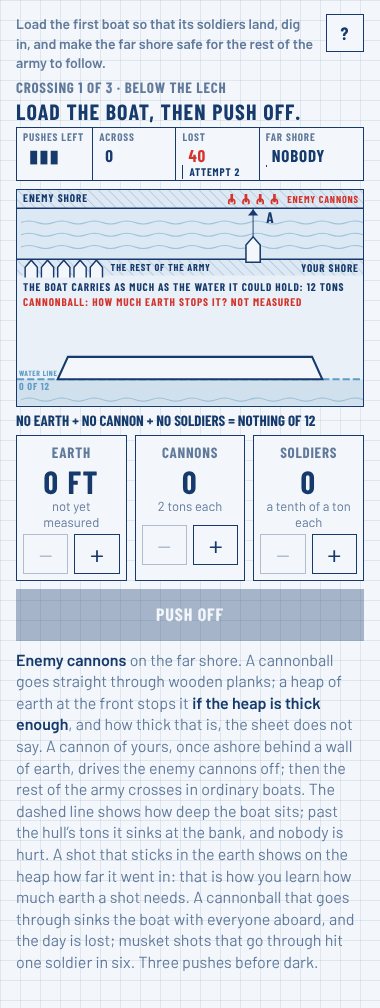 Load the first boat so that its soldiers land, dig
in, and make the far shore safe for the rest of the
army to follow.
?
CROSSING 1 OF 3 · BELOW THE LECH
LOAD THE BOAT, THEN PUSH OFF.
PUSHES LEFT
ACROSS
0
LOST
40
ATTEMPT 2
FAR SHORE
NOBODY
ENEMY SHORE
ENEMY CANNONS
A
THE REST OF THE ARMY
YOUR SHORE
THE BOAT CARRIES AS MUCH AS THE WATER IT COULD HOLD: 12 TONS
CANNONBALL: HOW MUCH EARTH STOPS IT? NOT MEASURED
WATER LINE
0 OF 12
NO EARTH + NO CANNON + NO SOLDIERS = NOTHING OF 12
EARTH
0 FT
not yet
measured
− +
CANNONS
0
2 tons each
− +
SOLDIERS
0
a tenth of a ton
each
− +
PUSH OFF
Enemy cannons on the far shore. A cannonball
goes straight through wooden planks; a heap of
earth at the front stops it if the heap is thick
enough, and how thick that is, the sheet does not
say. A cannon of yours, once ashore behind a wall
of earth, drives the enemy cannons off; then the
rest of the army crosses in ordinary boats. The
dashed line shows how deep the boat sits; past
the hull's tons it sinks at the bank, and nobody is
hurt. A shot that sticks in the earth shows on the
heap how far it went in: that is how you learn how
much earth a shot needs. A cannonball that goes
through sinks the boat with everyone aboard, and
the day is lost; musket shots that go through hit
one soldier in six. Three pushes before dark.